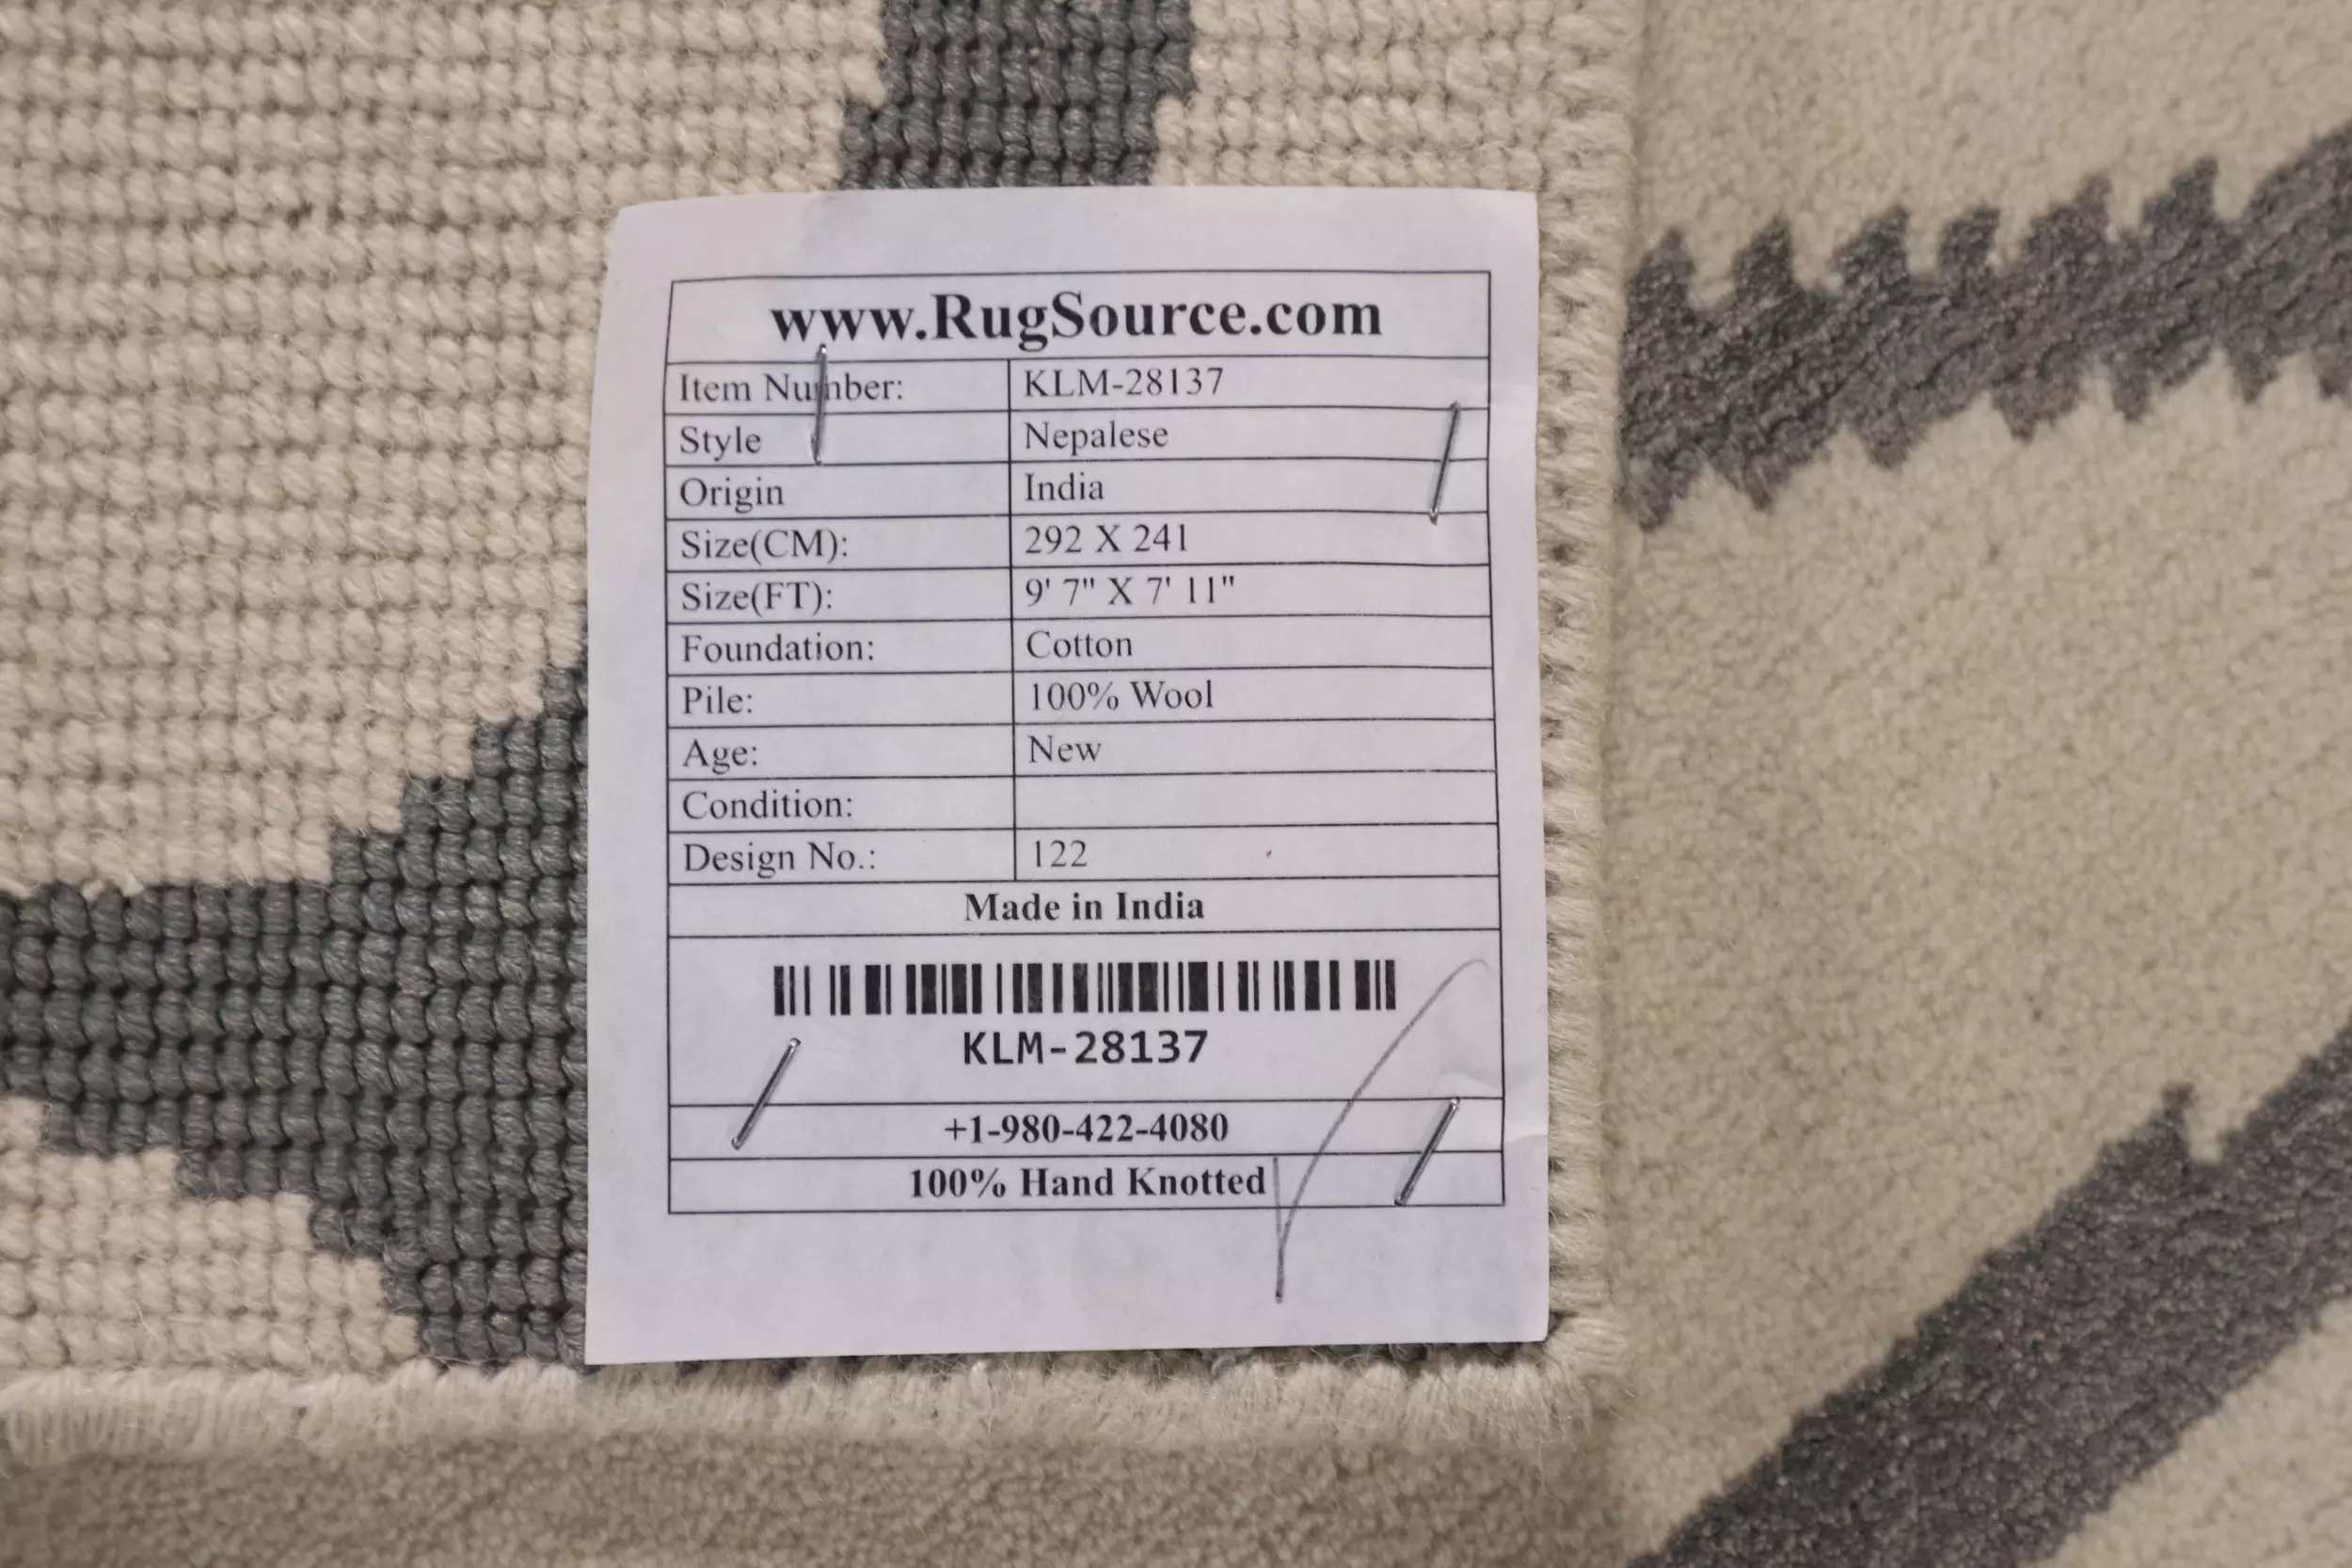 www.RugSource.com
Item Number: KLM-28137
Style Nepalese
Origin India
Size(CM): 292 X 241
Size(FT): 9' 7" X 7' 11"
Foundation: Cotton
Pile: 100% Wool
Age: New
Condition:
Design No.: 122
Made in India
KLM-28137
+1-980-422-4080
100% Hand Knotted